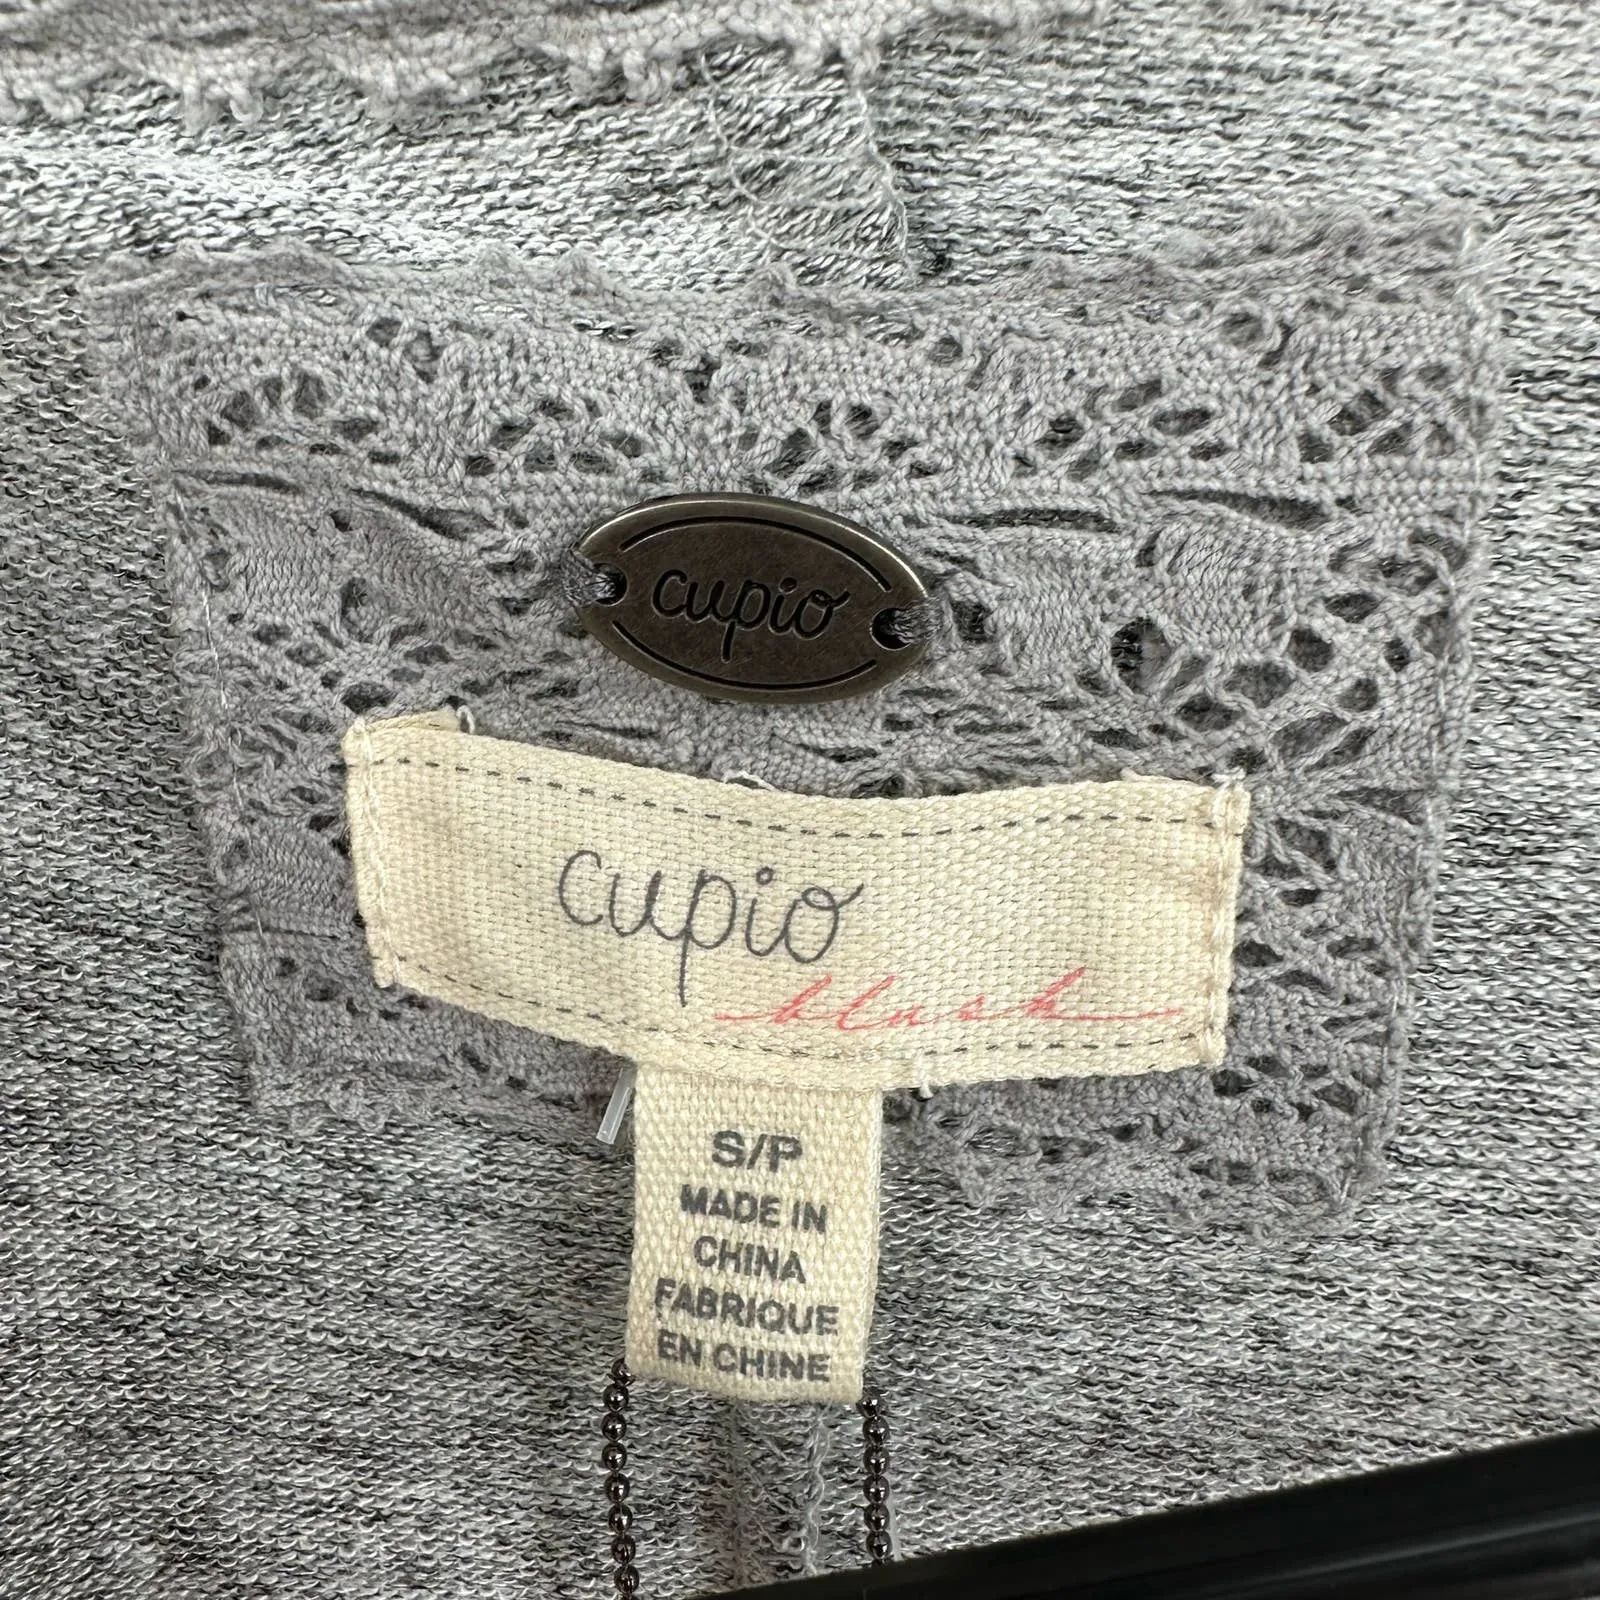 cupio
cupio
blush
S/P
MADE IN
CHINA
FABRIQUE
EN CHINE